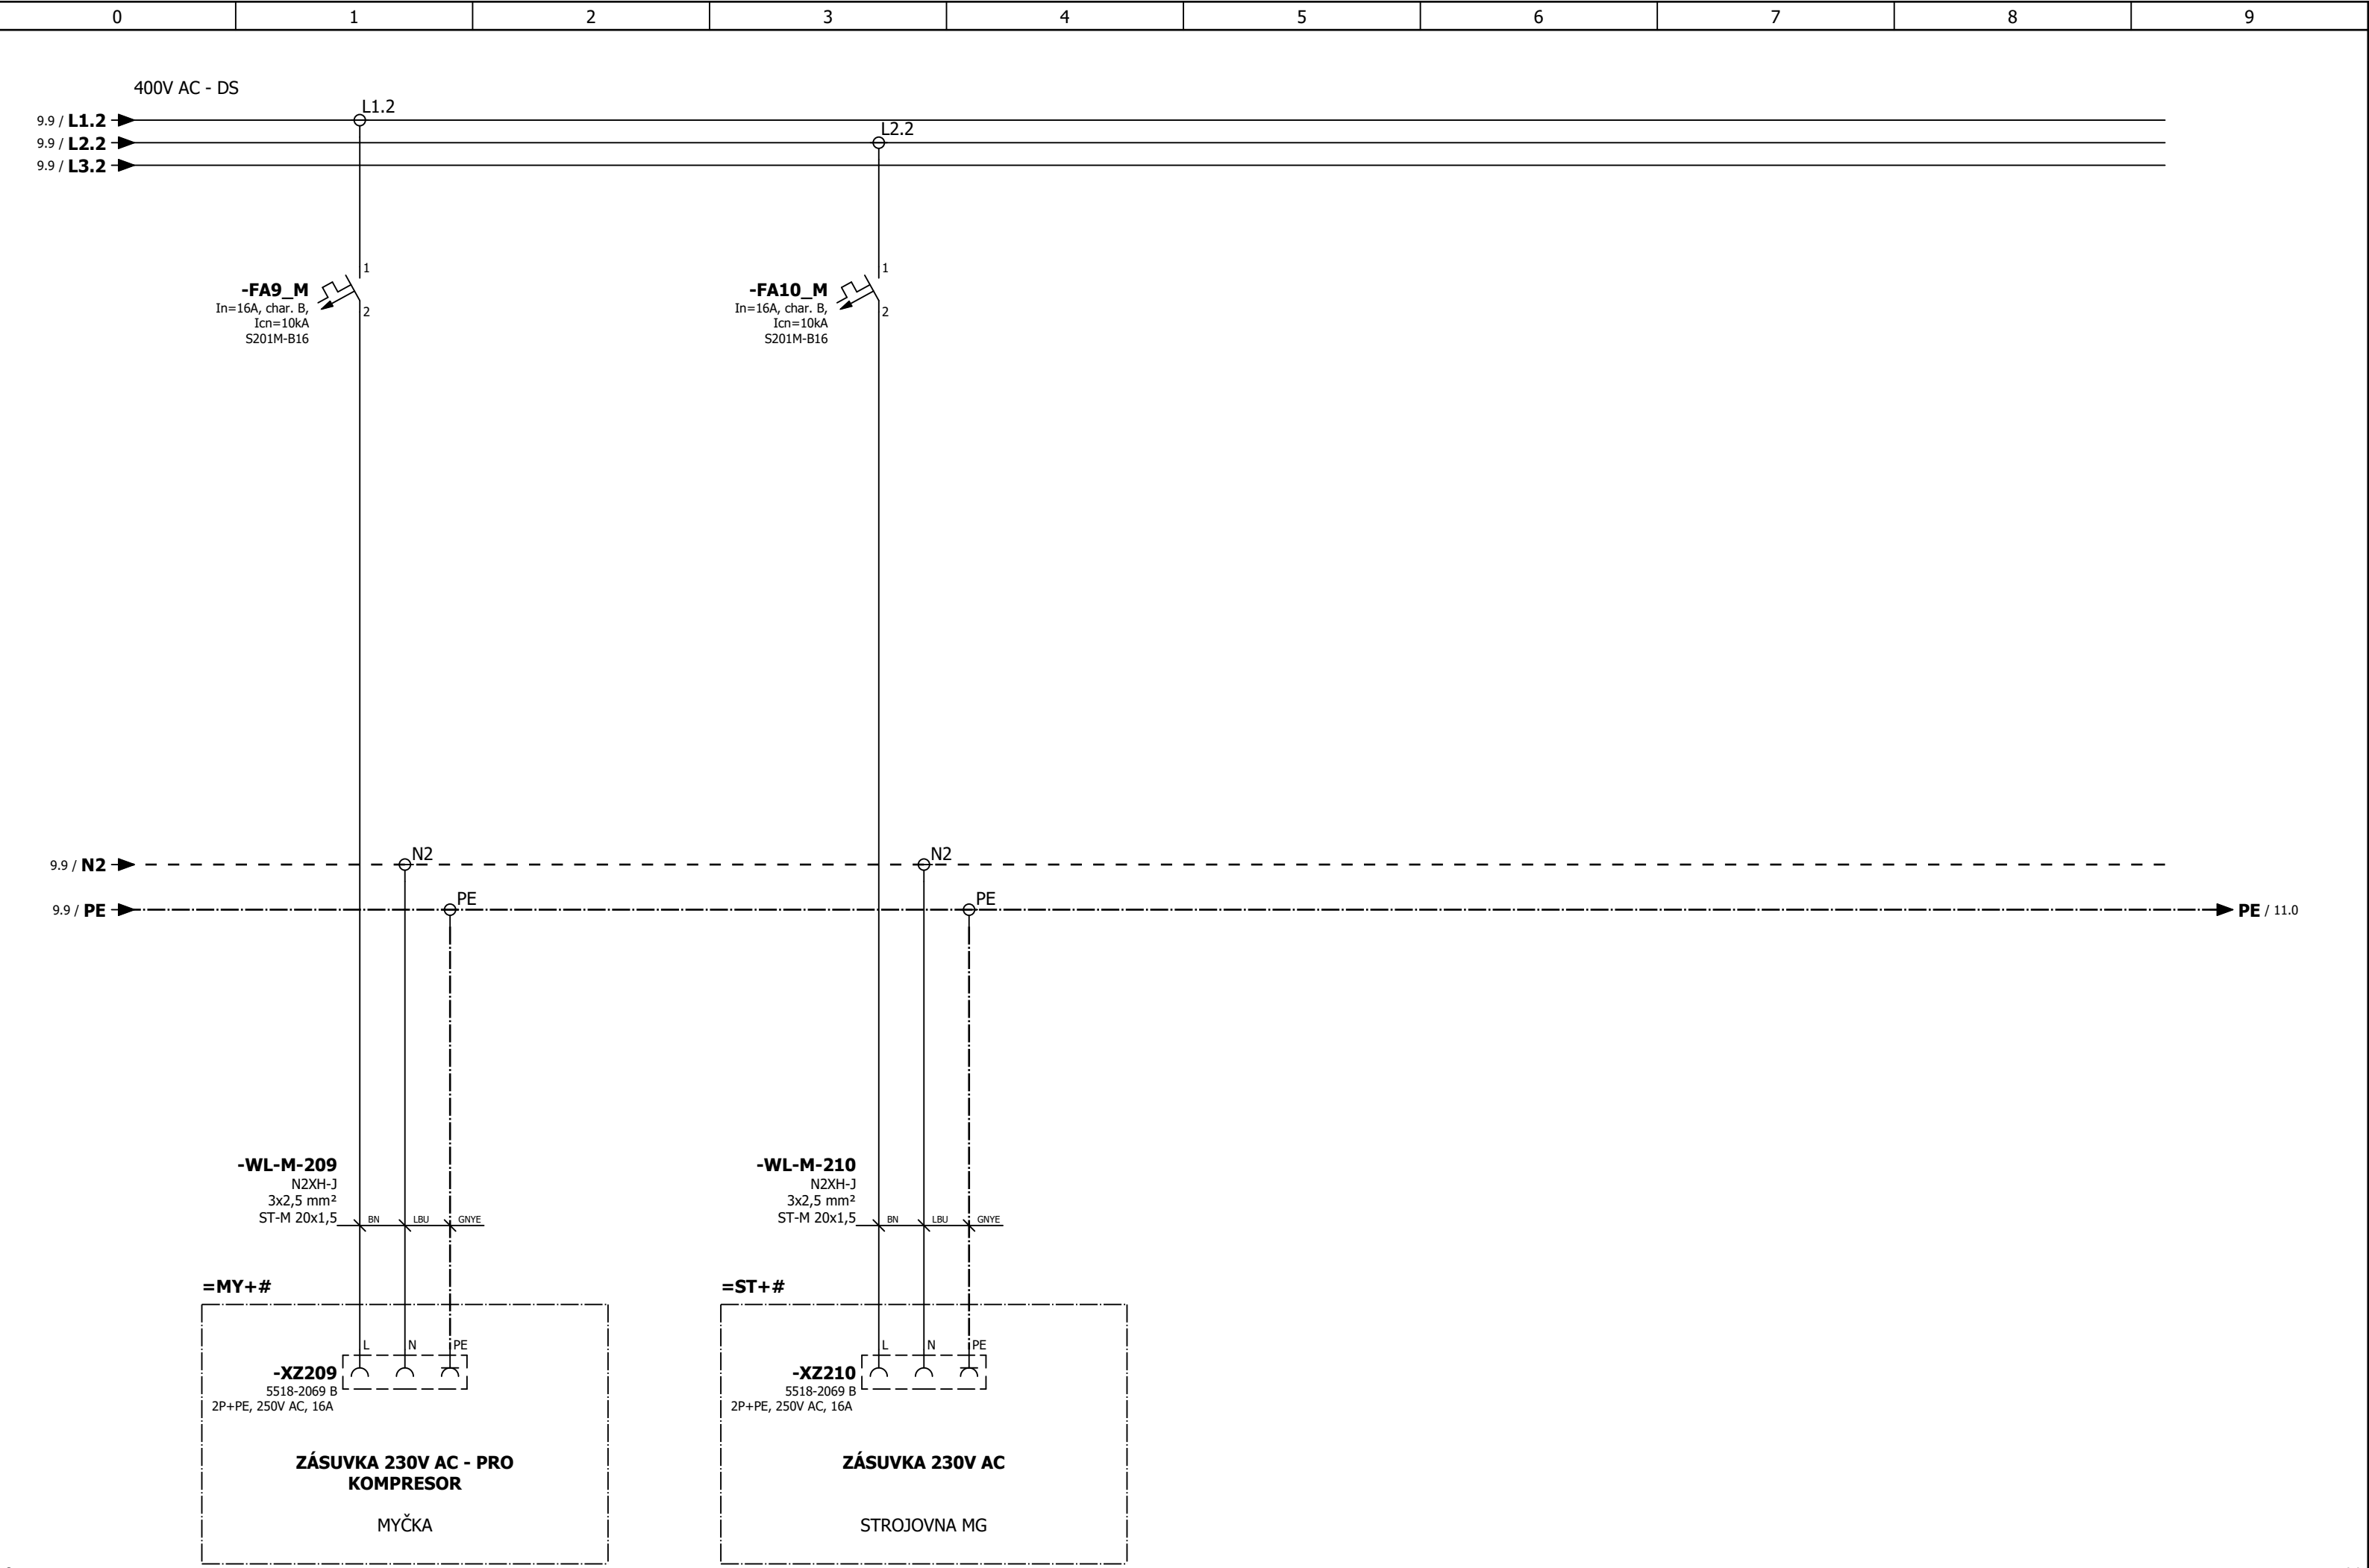 0 1 2 3 4 5 6 7 8 9
400V AC - DS
L1.2
9.9 / L1.2
L2.2
9.9 / L2.2
9.9 / L3.2
1
-FA9_M
In=16A, char. B,
Icn=10kA
S201M-B16
2
1
-FA10_M
In=16A, char. B,
Icn=10kA
S201M-B16
2
N2 N2
9.9 / N2
PE PE
9.9 / PE
PE / 11.0
-WL-M-209
N2XH-J
3x2,5 mm²
ST-M 20x1,5
BN LBU GNYE
-WL-M-210
N2XH-J
3x2,5 mm²
ST-M 20x1,5
BN LBU GNYE
=MY+#
L N PE
-XZ209
5518-2069 B
2P+PE, 250V AC, 16A
ZÁSUVKA 230V AC - PRO
KOMPRESOR
MYČKA
=ST+#
L N PE
-XZ210
5518-2069 B
2P+PE, 250V AC, 16A
ZÁSUVKA 230V AC
STROJOVNA MG